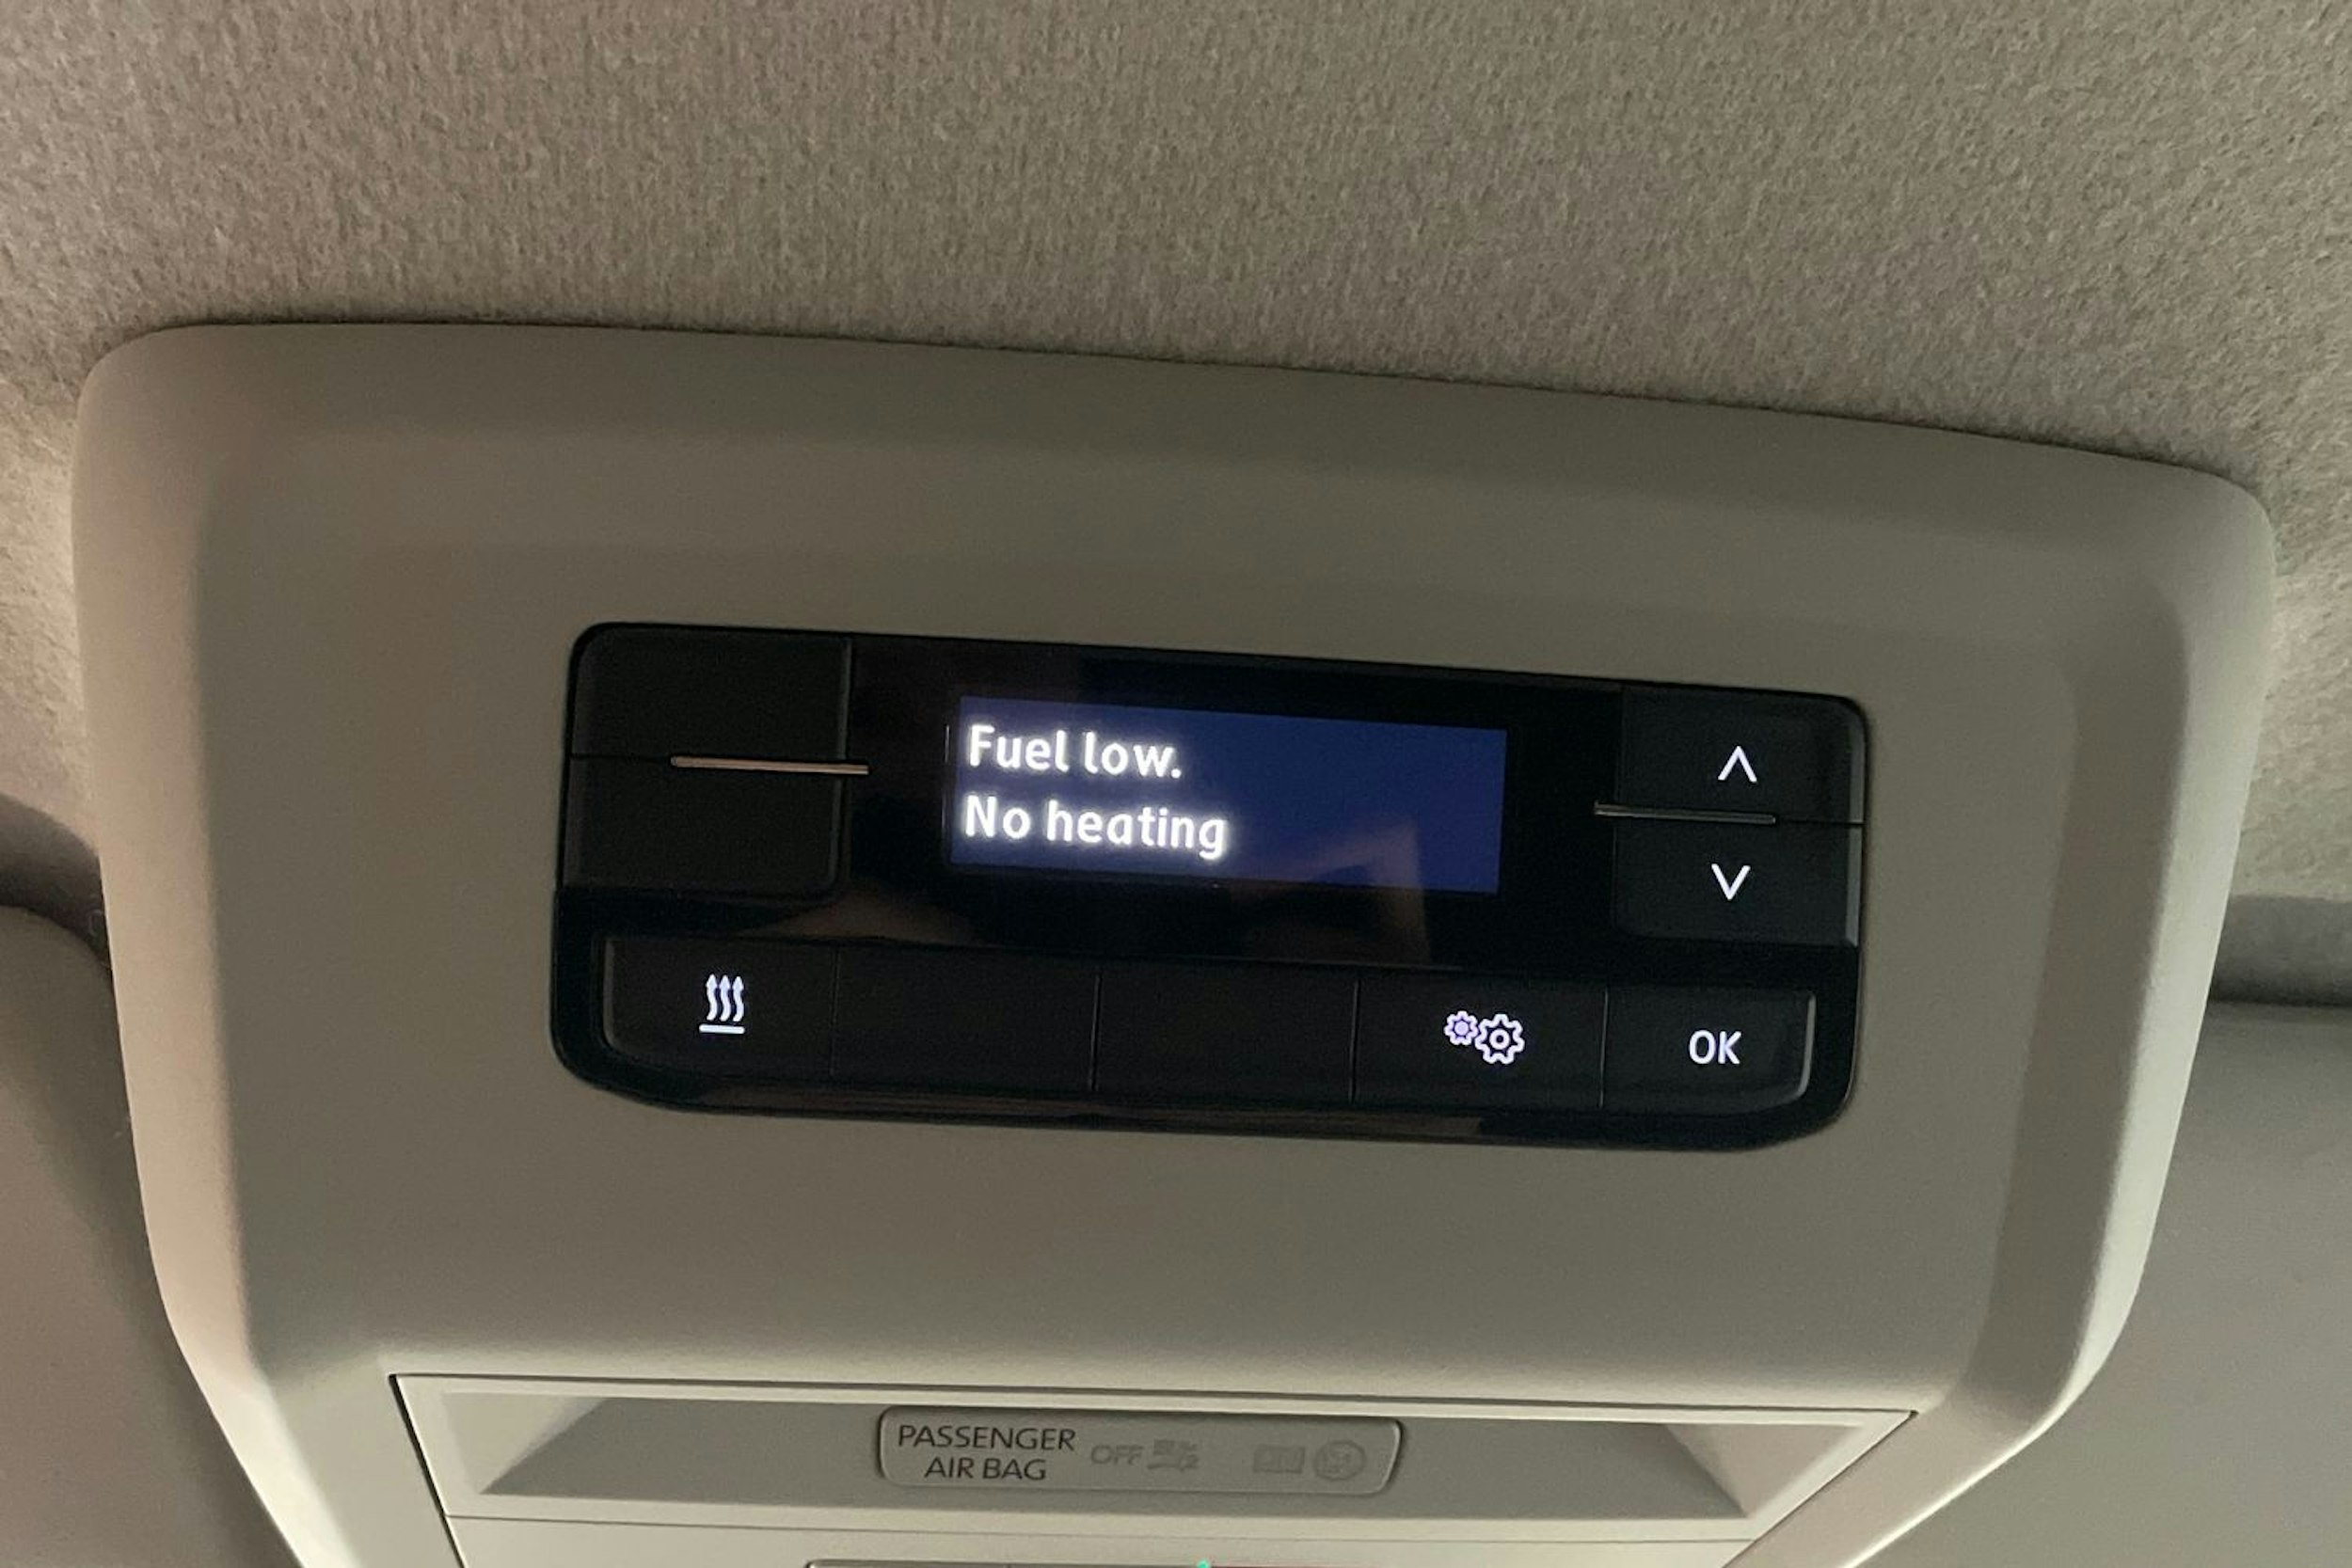 Fuel low.
No heating
OK
PASSENGER
AIR BAG
OFF